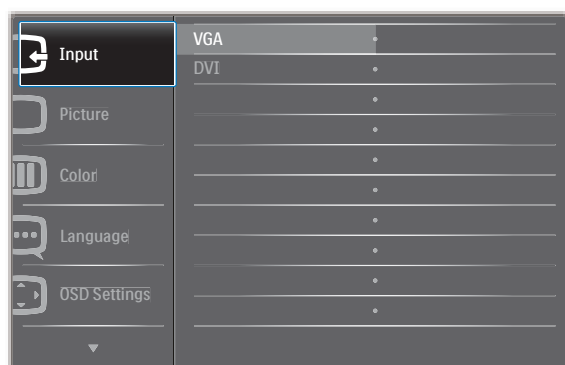 Input
Picture
Color
Language
OSD Settings
VGA
DVI